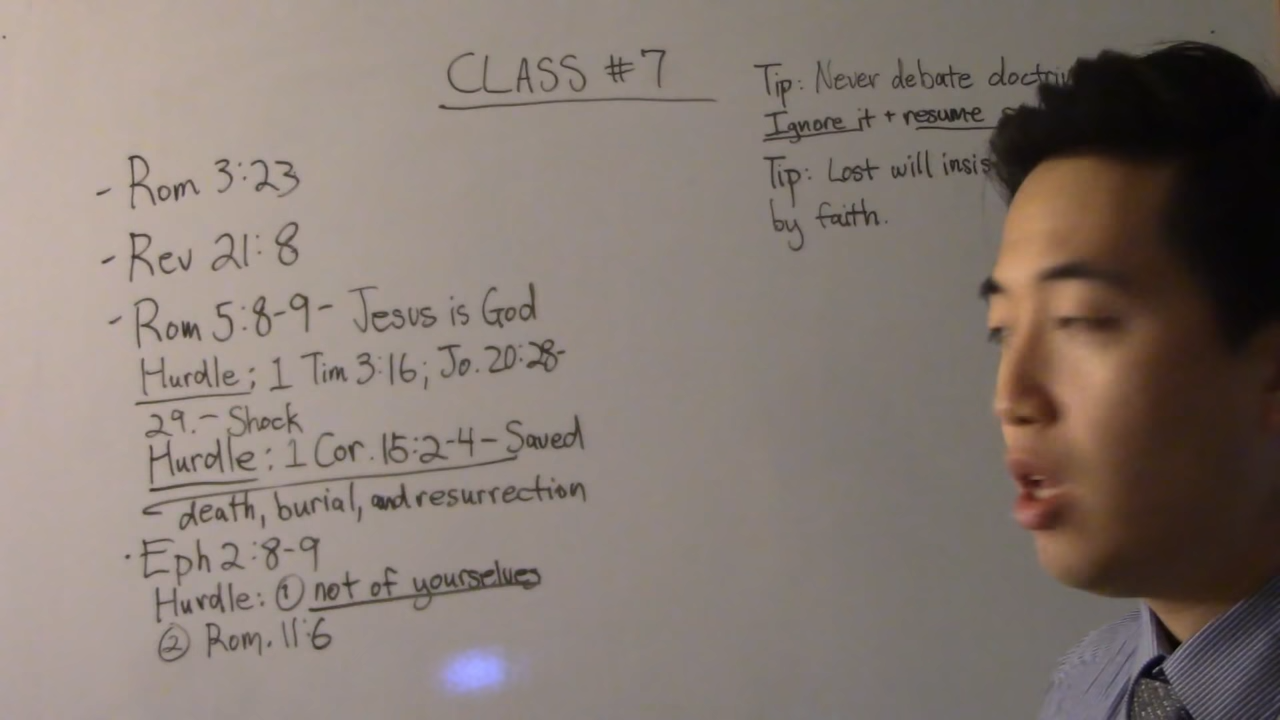 CLASS #7
- Rom 3:23
- Rev 21:8
- Rom 5:8-9 - Jesus is God
Hurdle: 1 Tim 3:16; Jo. 20:28-
29. - Shock
Hurdle: 1 Cor. 15:2-4 - Saved
death, burial, and resurrection
· Eph 2:8-9
Hurdle: ① not of yourselves
② Rom. 11:6
Tip: Never debate
Ignore it + resume
Tip: Lost will
by faith.